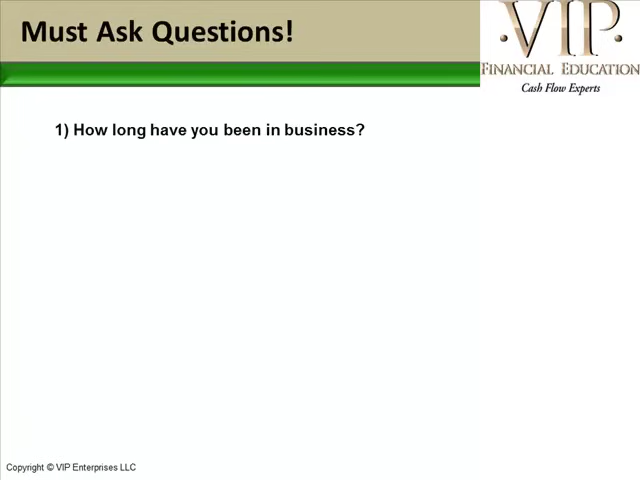 Must Ask Questions!
·VIP·
FINANCIAL EDUCATION
Cash Flow Experts
1) How long have you been in business?
Copyright © VIP Enterprises LLC